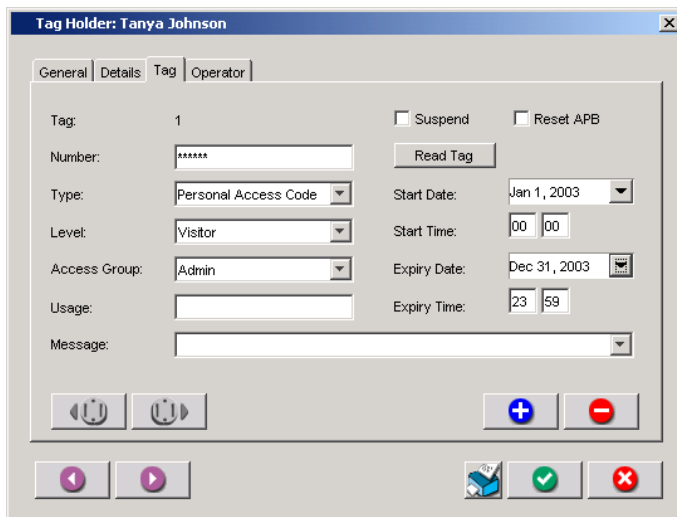 Tag Holder: Tanya Johnson
General Details Tag Operator
Tag: 1 Suspend Reset APB
Number: ****** Read Tag
Type: Personal Access Code Start Date: Jan 1, 2003
Level: Visitor Start Time: 00 00
Access Group: Admin Expiry Date: Dec 31, 2003
Usage: Expiry Time: 23 59
Message: